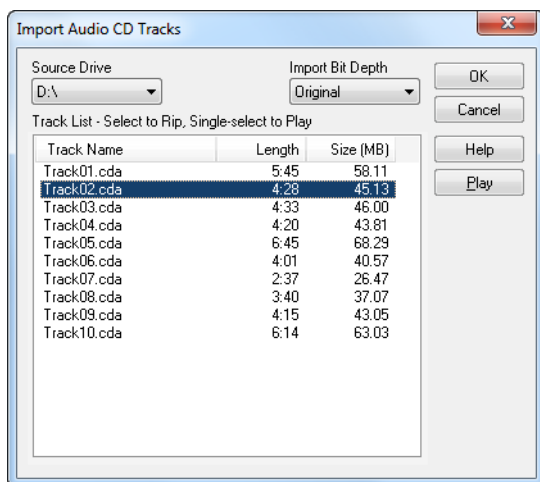 Import Audio CD Tracks
Source Drive
Import Bit Depth
D:\
Original
OK
Cancel
Track List - Select to Rip, Single-select to Play
Track Name Length Size (MB)
Help
Track01.cda 5:45 58.11
Track02.cda 4:28 45.13
Play
Track03.cda 4:33 46.00
Track04.cda 4:20 43.81
Track05.cda 6:45 68.29
Track06.cda 4:01 40.57
Track07.cda 2:37 26.47
Track08.cda 3:40 37.07
Track09.cda 4:15 43.05
Track10.cda 6:14 63.03